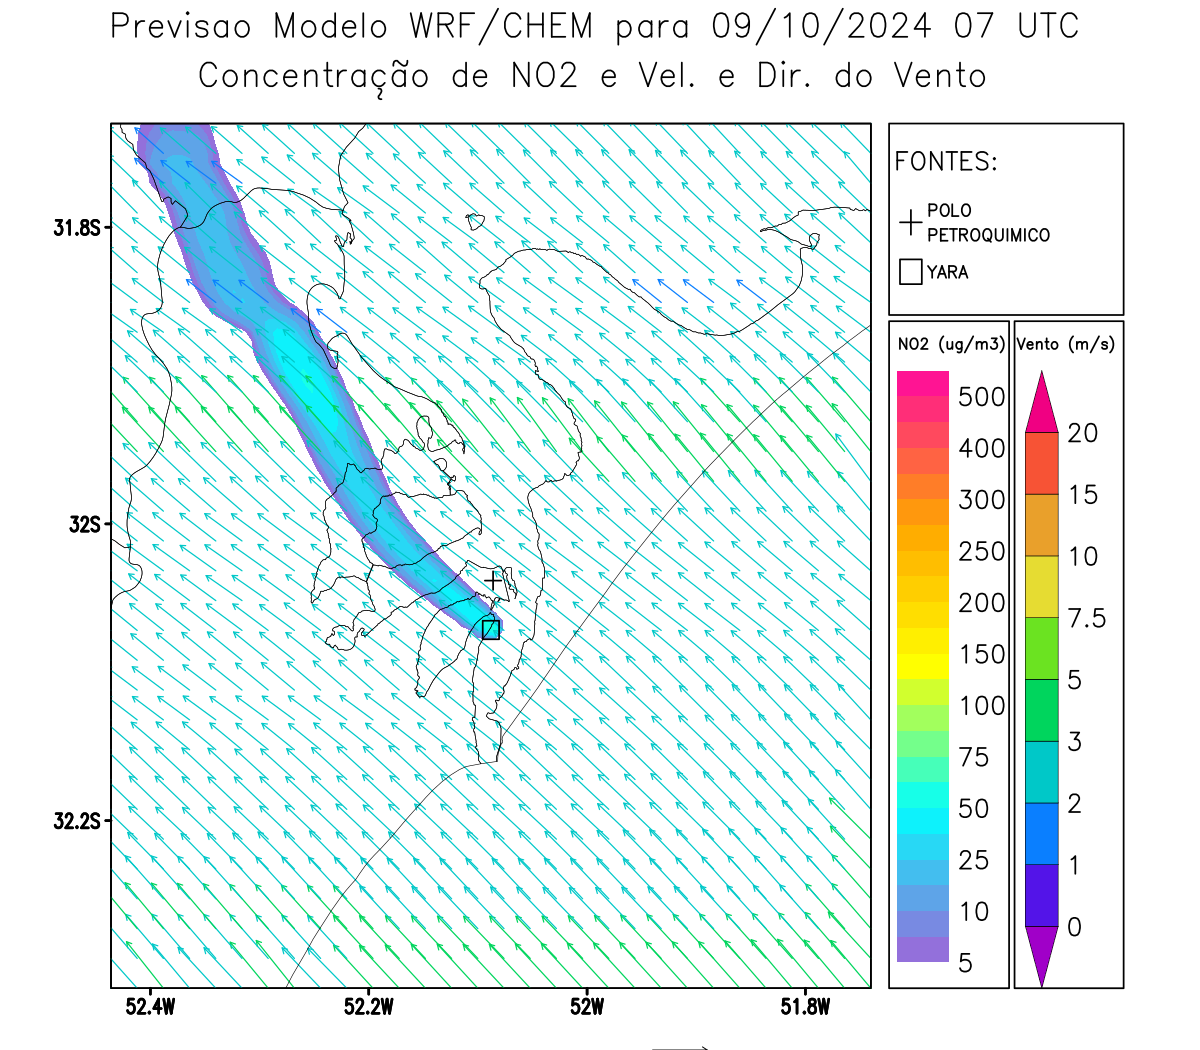 Previsao Modelo WRF/CHEM para 09/10/2024 07 UTC
Concentração de NO2 e Vel. e Dir. do Vento
FONTES:
POLO
PETROQUIMICO
YARA
NO2 (ug/m3)
500
400
300
250
200
150
100
75
50
25
10
5
Vento (m/s)
20
15
10
7.5
5
3
2
1
0
31.8S
32S
32.2S
52.4W 52.2W 52W 51.8W